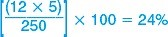 [(12 × 5)/250] × 100 = 24%